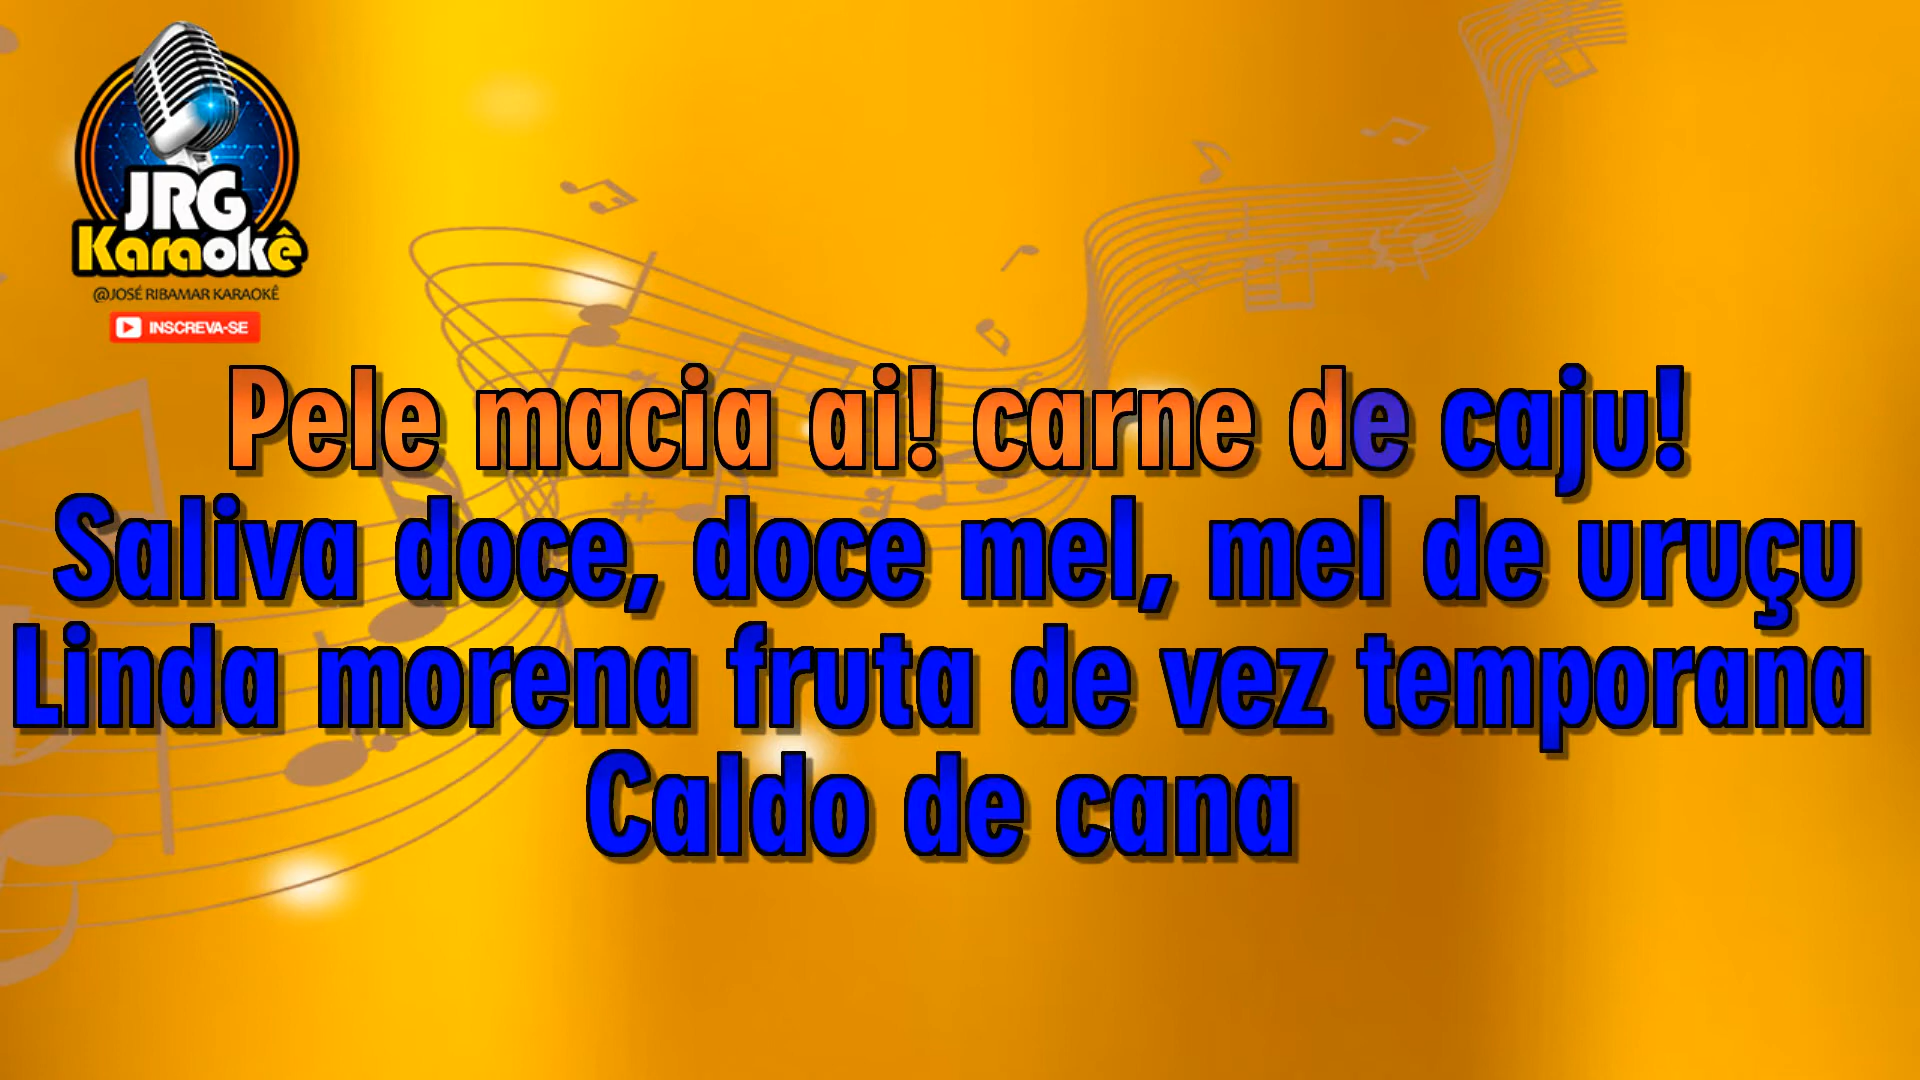 JRG
Karaokê
@JOSÉ RIBAMAR KARAOKÊ
INSCREVA-SE
Pele macia ai! carne de caju!
Saliva doce, doce mel, mel de uruçu
Linda morena fruta de vez temporana
Caldo de cana